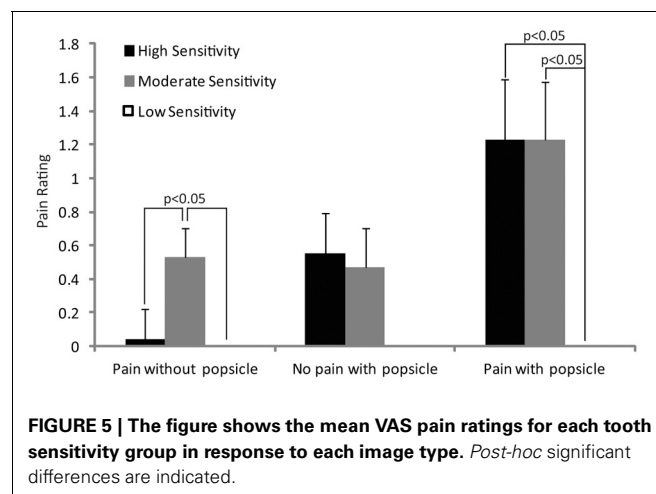 1.8
1.6
1.4
1.2
1
0.8
0.6
0.4
0.2
0
Pain Rating
High Sensitivity
Moderate Sensitivity
Low Sensitivity
p<0.05
p<0.05
p<0.05
Pain without popsicle No pain with popsicle Pain with popsicle
FIGURE 5 | The figure shows the mean VAS pain ratings for each tooth
sensitivity group in response to each image type. Post-hoc significant
differences are indicated.